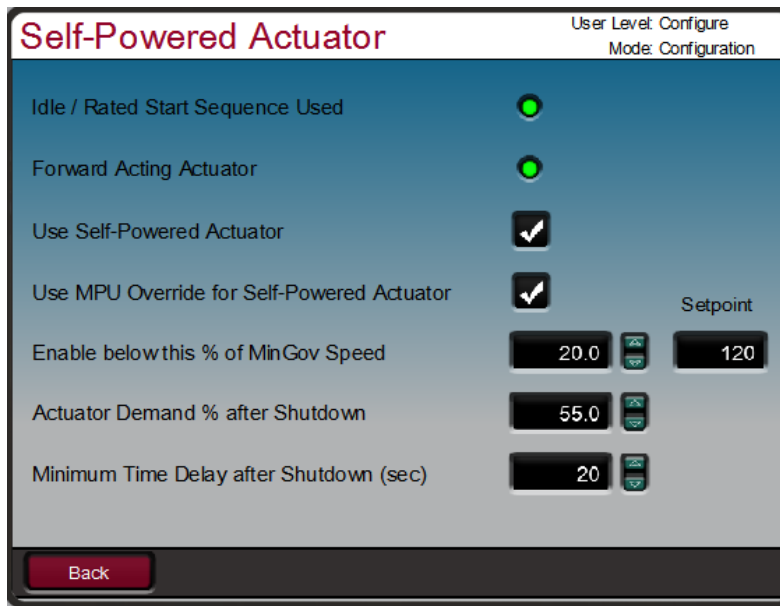 Self-Powered Actuator
User Level: Configure
Mode: Configuration
Idle / Rated Start Sequence Used
Forward Acting Actuator
Use Self-Powered Actuator
Use MPU Override for Self-Powered Actuator
Setpoint
Enable below this % of MinGov Speed 20.0 120
Actuator Demand % after Shutdown 55.0
Minimum Time Delay after Shutdown (sec) 20
Back